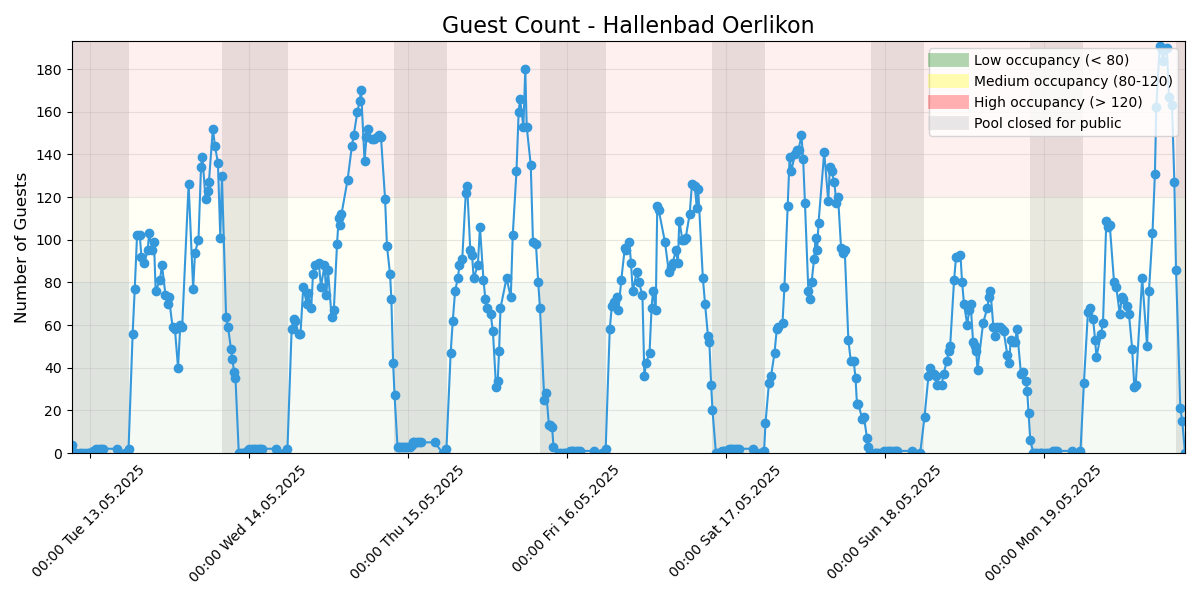 Guest Count - Hallenbad Oerlikon
Number of Guests
180
160
140
120
100
80
60
40
20
0
Low occupancy (< 80)
Medium occupancy (80-120)
High occupancy (> 120)
Pool closed for public
00:00 Tue 13.05.2025
00:00 Wed 14.05.2025
00:00 Thu 15.05.2025
00:00 Fri 16.05.2025
00:00 Sat 17.05.2025
00:00 Sun 18.05.2025
00:00 Mon 19.05.2025